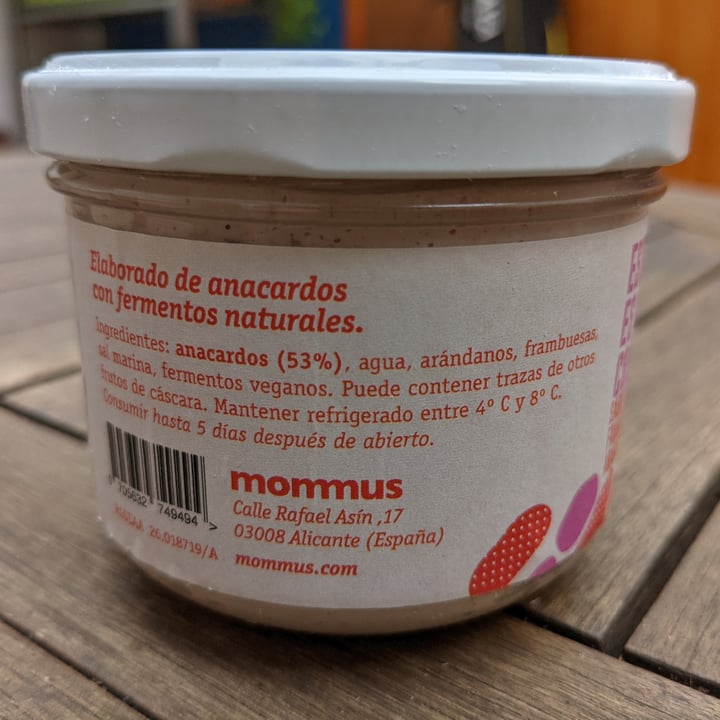 Elaborado de anacardos
con fermentos naturales.
Ingredientes: anacardos (53%), agua, arándanos, frambuesas,
sal marina, fermentos veganos. Puede contener trazas de otros
frutos de cáscara. Mantener refrigerado entre 4º C y 8º C.
Consumir hasta 5 días después de abierto.
749494 >
mommus
Calle Rafael Asín ,17
03008 Alicante (España)
mommus.com
26.018719/A